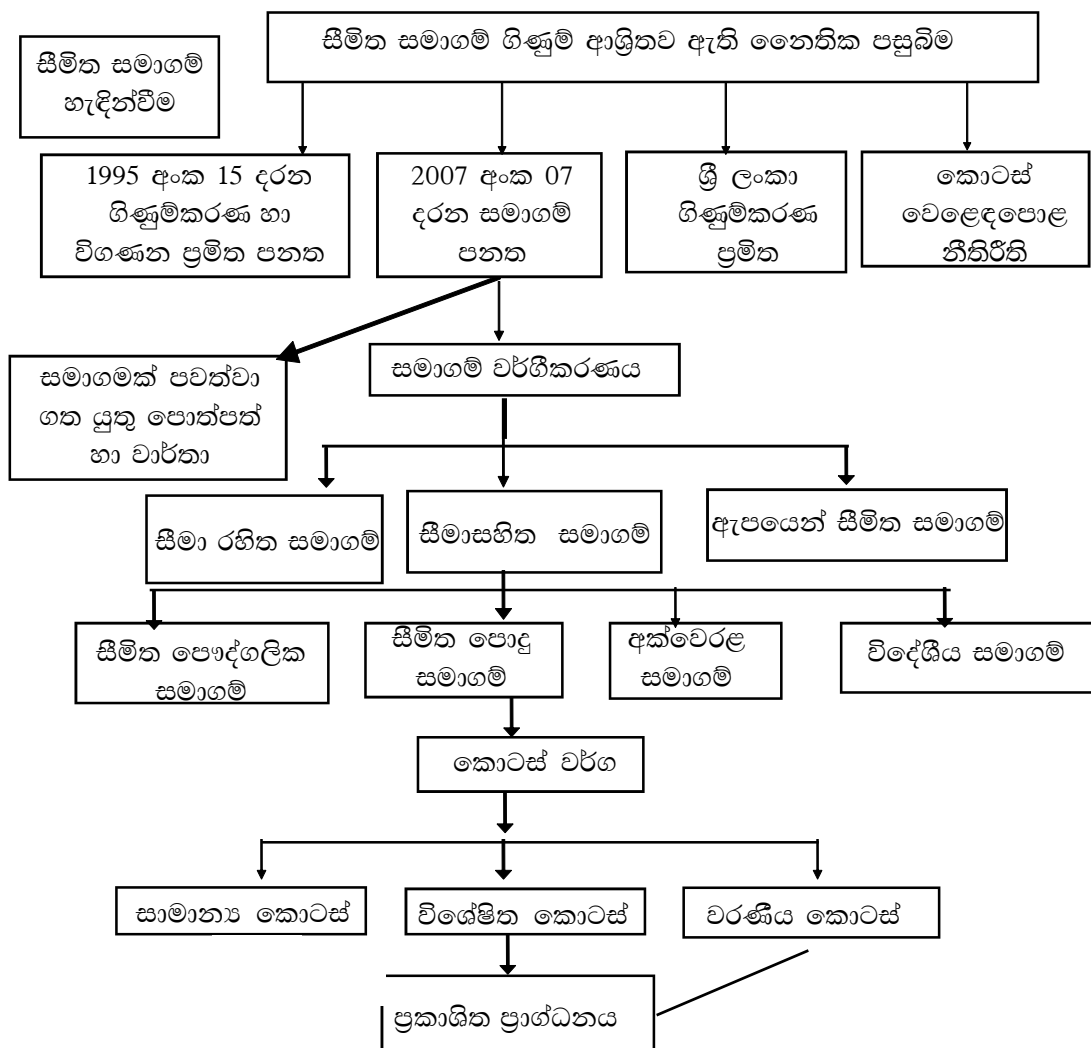 සීමිත සමාගම්
හැඳින්වීම
සීමිත සමාගම් ගිණුම් ආශ්‍රිතව ඇති නෛතික පසුබිම
1995 අංක 15 දරන
ගිණුම්කරණ හා
විගණන ප්‍රමිත පනත
2007 අංක 07
දරන සමාගම්
පනත
ශ්‍රී ලංකා
ගිණුම්කරණ
ප්‍රමිත
කොටස්
වෙළෙඳපොළ
නීතිරීති
සමාගමක් පවත්වා
ගත යුතු පොත්පත්
හා වාර්තා
සමාගම් වර්ගීකරණය
සීමා රහිත සමාගම්
සීමාසහිත සමාගම්
ඇපයෙන් සීමිත සමාගම්
සීමිත පෞද්ගලික
සමාගම්
සීමිත පොදු
සමාගම්
අක්වෙරළ
සමාගම්
විදේශීය සමාගම්
කොටස් වර්ග
සාමාන්‍ය කොටස්
විශේෂිත කොටස්
වරණීය කොටස්
ප්‍රකාශිත ප්‍රාග්ධනය